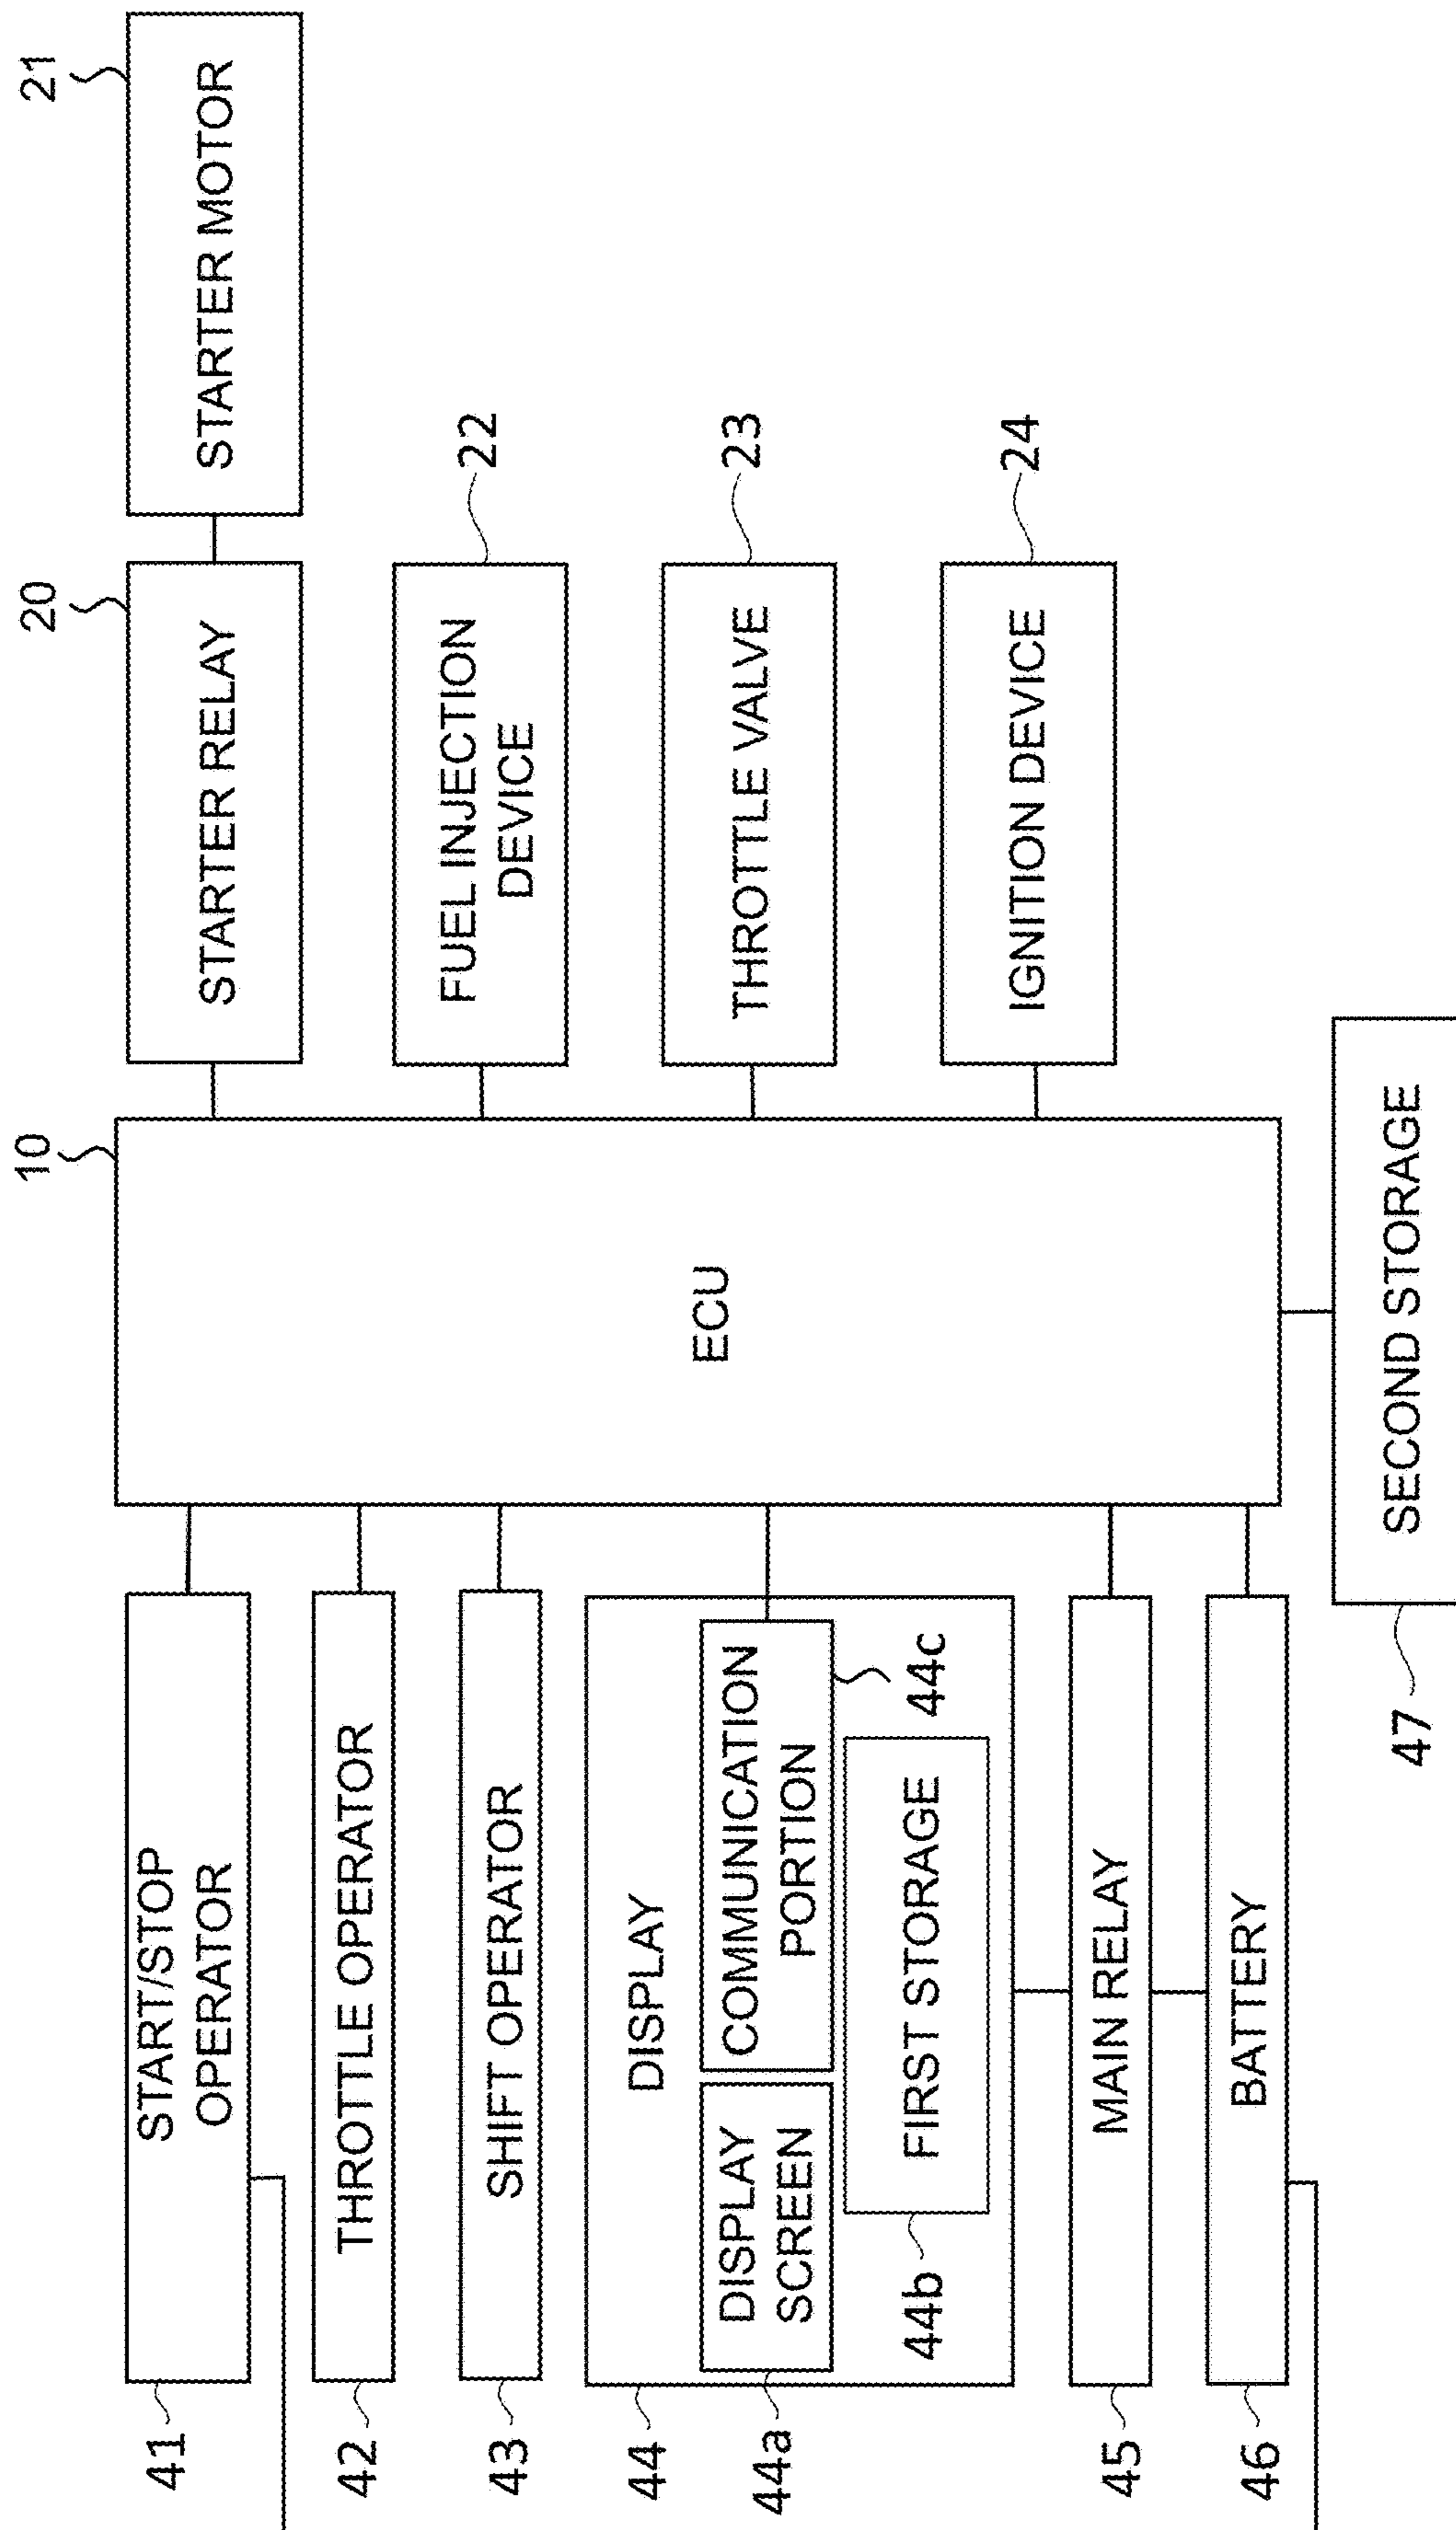 41
START/STOP
OPERATOR
42
THROTTLE OPERATOR
43
SHIFT OPERATOR
44
DISPLAY
44a
DISPLAY
SCREEN
COMMUNICATION
PORTION
44c
44b
FIRST STORAGE
45
MAIN RELAY
46
BATTERY
10
ECU
47
SECOND STORAGE
20
STARTER RELAY
21
STARTER MOTOR
22
FUEL INJECTION
DEVICE
23
THROTTLE VALVE
24
IGNITION DEVICE